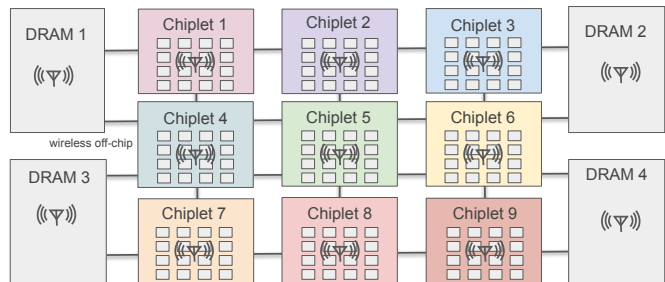 DRAM 1
Chiplet 1
Chiplet 2
Chiplet 3
DRAM 2
Chiplet 4
Chiplet 5
Chiplet 6
wireless off-chip
DRAM 3
DRAM 4
Chiplet 7
Chiplet 8
Chiplet 9